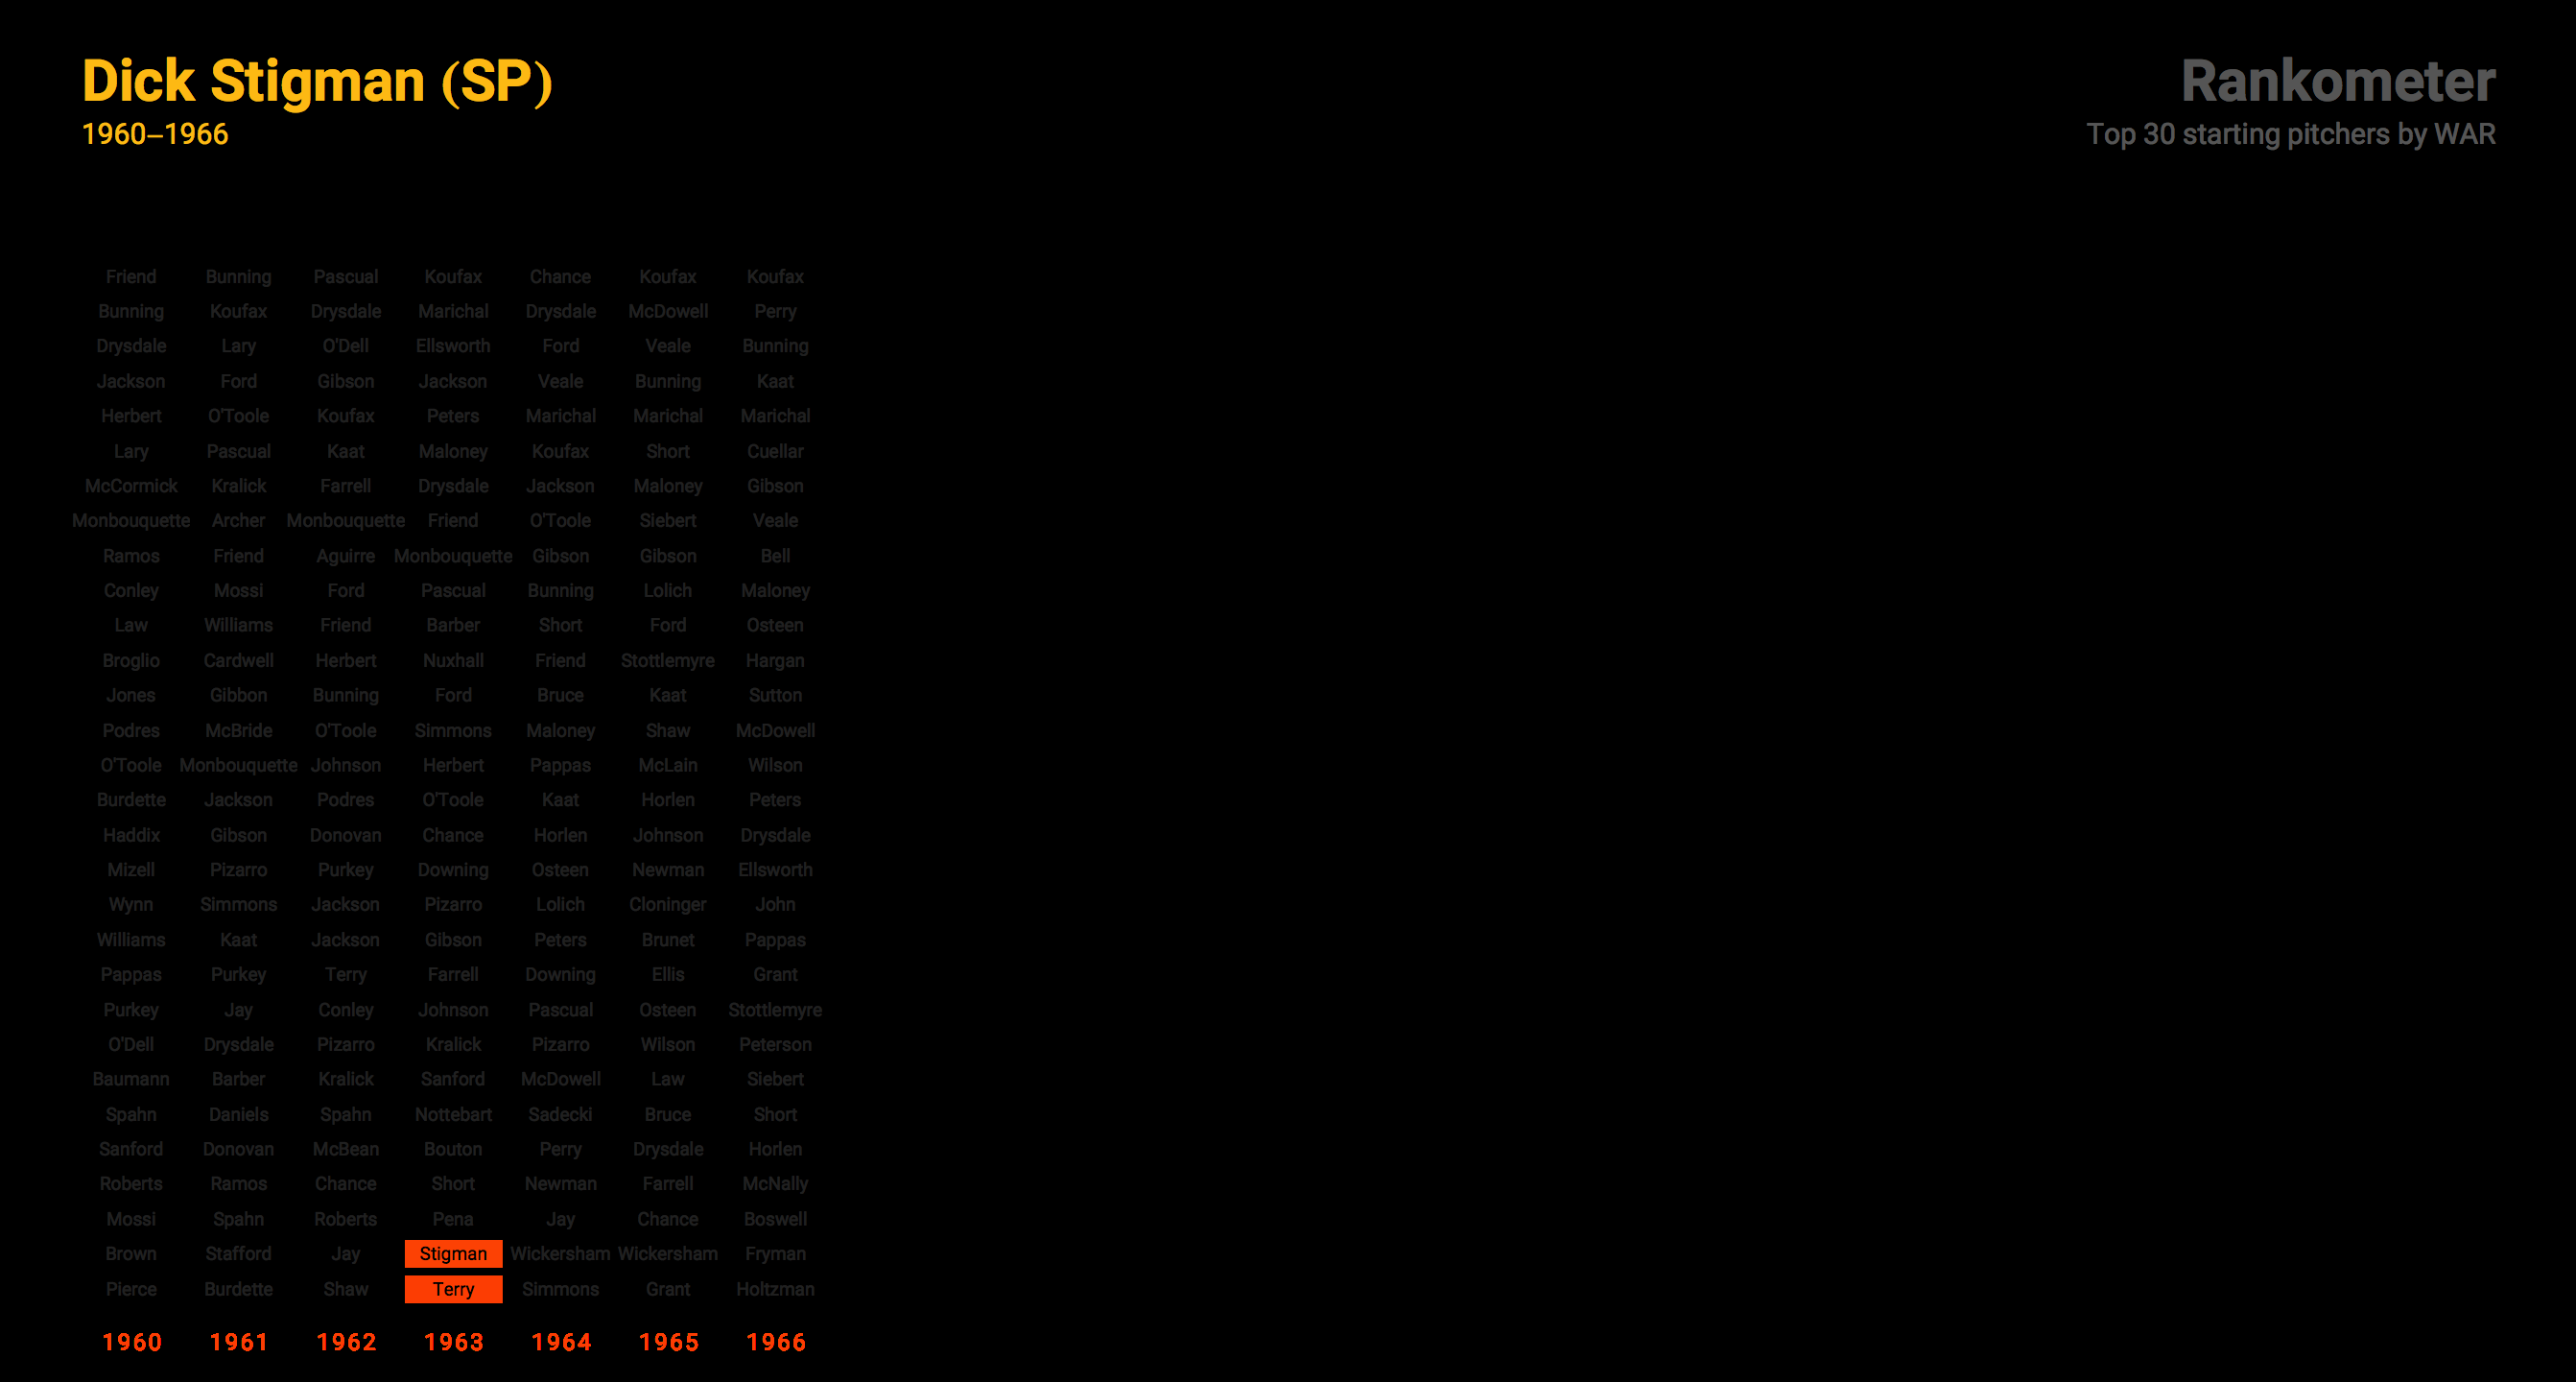 Dick Stigman (SP)
1960–1966
Rankometer
Top 30 starting pitchers by WAR
Friend Bunning Pascual Koufax Chance Koufax Koufax
Bunning Koufax Drysdale Marichal Drysdale McDowell Perry
Drysdale Lary O'Dell Ellsworth Ford Veale Bunning
Jackson Ford Gibson Jackson Veale Bunning Kaat
Herbert O'Toole Koufax Peters Marichal Marichal Marichal
Lary Pascual Kaat Maloney Koufax Short Cuellar
McCormick Kralick Farrell Drysdale Jackson Maloney Gibson
Monbouquette Archer Monbouquette Friend O'Toole Siebert Veale
Ramos Friend Aguirre Monbouquette Gibson Gibson Bell
Conley Mossi Ford Pascual Bunning Lolich Maloney
Law Williams Friend Barber Short Ford Osteen
Broglio Cardwell Herbert Nuxhall Friend Stottlemyre Hargan
Jones Gibbon Bunning Ford Bruce Kaat Sutton
Podres McBride O'Toole Simmons Maloney Shaw McDowell
O'Toole Monbouquette Johnson Herbert Pappas McLain Wilson
Burdette Jackson Podres O'Toole Kaat Horlen Peters
Haddix Gibson Donovan Chance Horlen Johnson Drysdale
Mizell Pizarro Purkey Downing Osteen Newman Ellsworth
Wynn Simmons Jackson Pizarro Lolich Cloninger John
Williams Kaat Jackson Gibson Peters Brunet Pappas
Pappas Purkey Terry Farrell Downing Ellis Grant
Purkey Jay Conley Johnson Pascual Osteen Stottlemyre
O'Dell Drysdale Pizarro Kralick Pizarro Wilson Peterson
Baumann Barber Kralick Sanford McDowell Law Siebert
Spahn Daniels Spahn Nottebart Sadecki Bruce Short
Sanford Donovan McBean Bouton Perry Drysdale Horlen
Roberts Ramos Chance Short Newman Farrell McNally
Mossi Spahn Roberts Pena Jay Chance Boswell
Brown Stafford Jay Stigman Wickersham Wickersham Fryman
Pierce Burdette Shaw Terry Simmons Grant Holtzman
1960 1961 1962 1963 1964 1965 1966